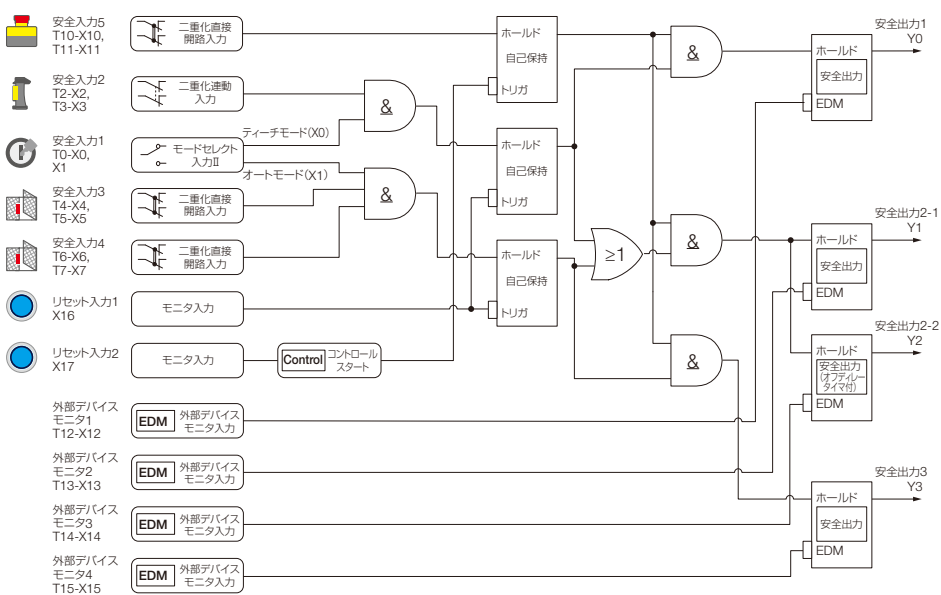 安全入力5
T10-X10,
T11-X11
二重化直接
開路入力
ホールド
自己保持
トリガ
&
安全出力1
Y0
ホールド
安全出力
EDM
安全入力2
T2-X2,
T3-X3
二重化連動
入力
&
安全入力1
T0-X0,
X1
モードセレクト
入力II
ティーチモード(X0)
オートモード(X1)
ホールド
自己保持
トリガ
安全入力3
T4-X4,
T5-X5
二重化直接
開路入力
&
安全入力4
T6-X6,
T7-X7
二重化直接
開路入力
ホールド
自己保持
トリガ
≥1
&
安全出力2-1
Y1
ホールド
安全出力
EDM
リセット入力1
X16
モニタ入力
リセット入力2
X17
モニタ入力
Control
コントロール
スタート
&
安全出力2-2
Y2
ホールド
安全出力
(オフディレー
タイマ付)
EDM
外部デバイス
モニタ1
T12-X12
EDM
外部デバイス
モニタ入力
外部デバイス
モニタ2
T13-X13
EDM
外部デバイス
モニタ入力
安全出力3
Y3
ホールド
安全出力
EDM
外部デバイス
モニタ3
T14-X14
EDM
外部デバイス
モニタ入力
外部デバイス
モニタ4
T15-X15
EDM
外部デバイス
モニタ入力